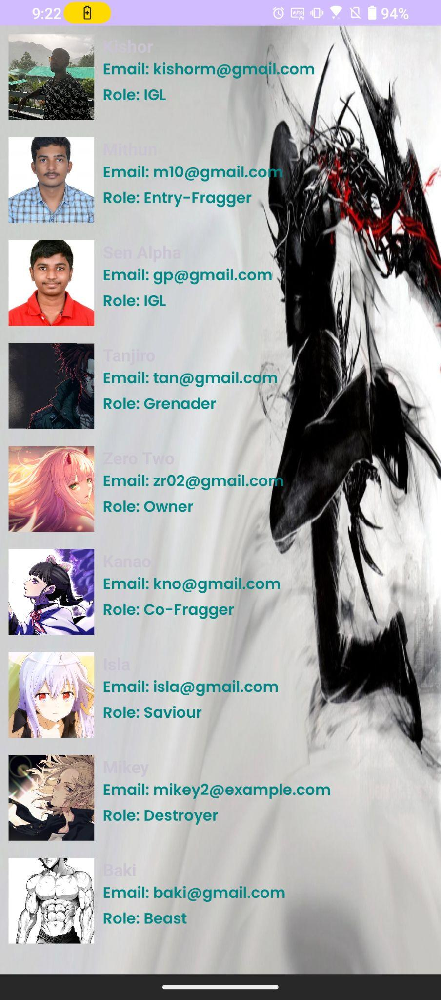 9:22
AUTO Hz
94%
Kishor
Email: kishorm@gmail.com
Role: IGL
Mithun
Email: m10@gmail.com
Role: Entry-Fragger
Sen Alpha
Email: gp@gmail.com
Role: IGL
Tanjiro
Email: tan@gmail.com
Role: Grenader
Zero Two
Email: zr02@gmail.com
Role: Owner
Kanao
Email: kno@gmail.com
Role: Co-Fragger
Isla
Email: isla@gmail.com
Role: Saviour
Mikey
Email: mikey2@example.com
Role: Destroyer
Baki
Email: baki@gmail.com
Role: Beast